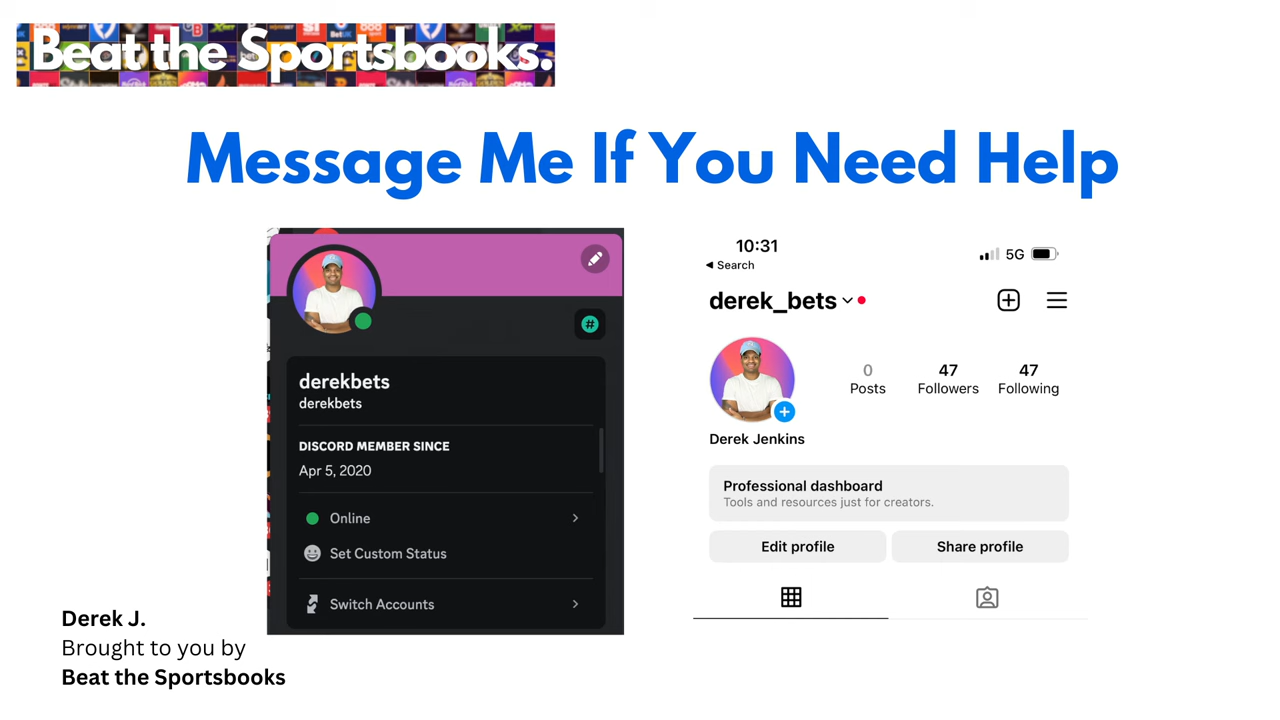 Beat the Sportsbooks.
Message Me If You Need Help
derekbets
derekbets
DISCORD MEMBER SINCE
Apr 5, 2020
Online
Set Custom Status
Switch Accounts
10:31
5G
Search
derek_bets
0
47
47
Posts
Followers
Following
Derek Jenkins
Professional dashboard
Tools and resources just for creators.
Edit profile
Share profile
Derek J.
Brought to you by
Beat the Sportsbooks